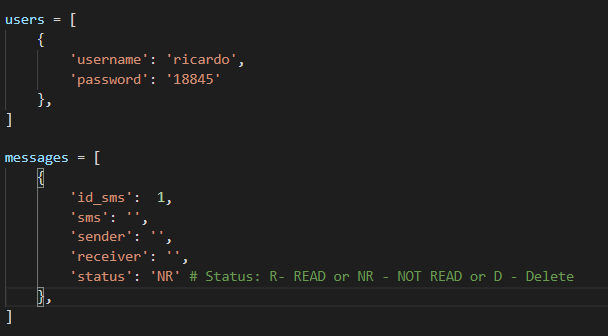 users = [
    {
        'username': 'ricardo',
        'password': '18845'
    },
]
messages = [
    {
        'id_sms':  1,
        'sms': '',
        'sender': '',
        'receiver': '',
        'status': 'NR' # Status: R- READ or NR - NOT READ or D - Delete
    },
]